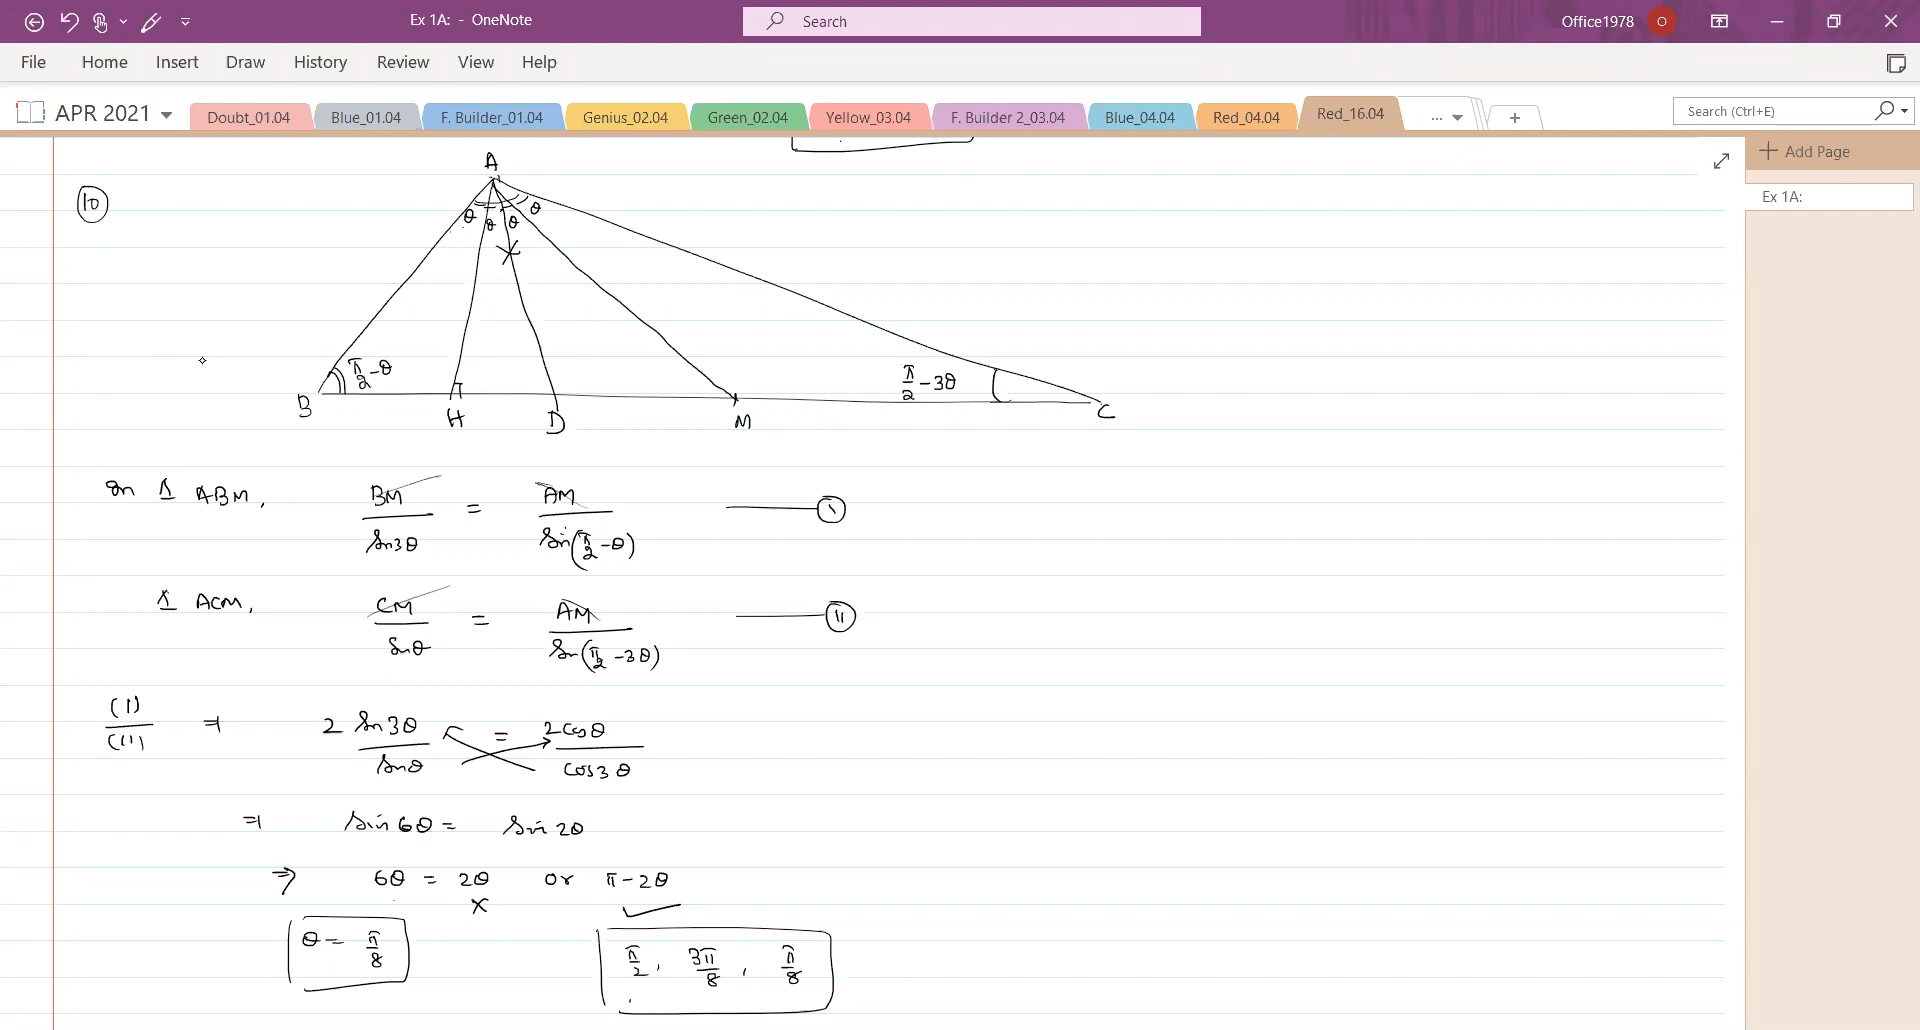 Ex 1A: - OneNote
Search
Office1978 O
File Home Insert Draw History Review View Help
APR 2021
Doubt_01.04 Blue_01.04 F. Builder_01.04 Genius_02.04 Green_02.04 Yellow_03.04 F. Builder 2_03.04 Blue_04.04 Red_04.04 Red_16.04 ... +
Search (Ctrl+E)
Add Page
Ex 1A:
10
A
θ θ θ θ
π/2 - θ
π/2 - 3θ
B H D M C
In Δ ABM, BM/sin3θ = AM/sin(π/2 - θ) ——— I
Δ ACM, CM/sinθ = AM/sin(π/2 - 3θ) ——— II
(I)/(II) ⇒ 2 sin3θ/sinθ = 2cosθ/cos3θ
⇒ sin 6θ = sin 2θ
⇒ 6θ = 2θ or π - 2θ
θ = π/8
π/2, 3π/8, π/8